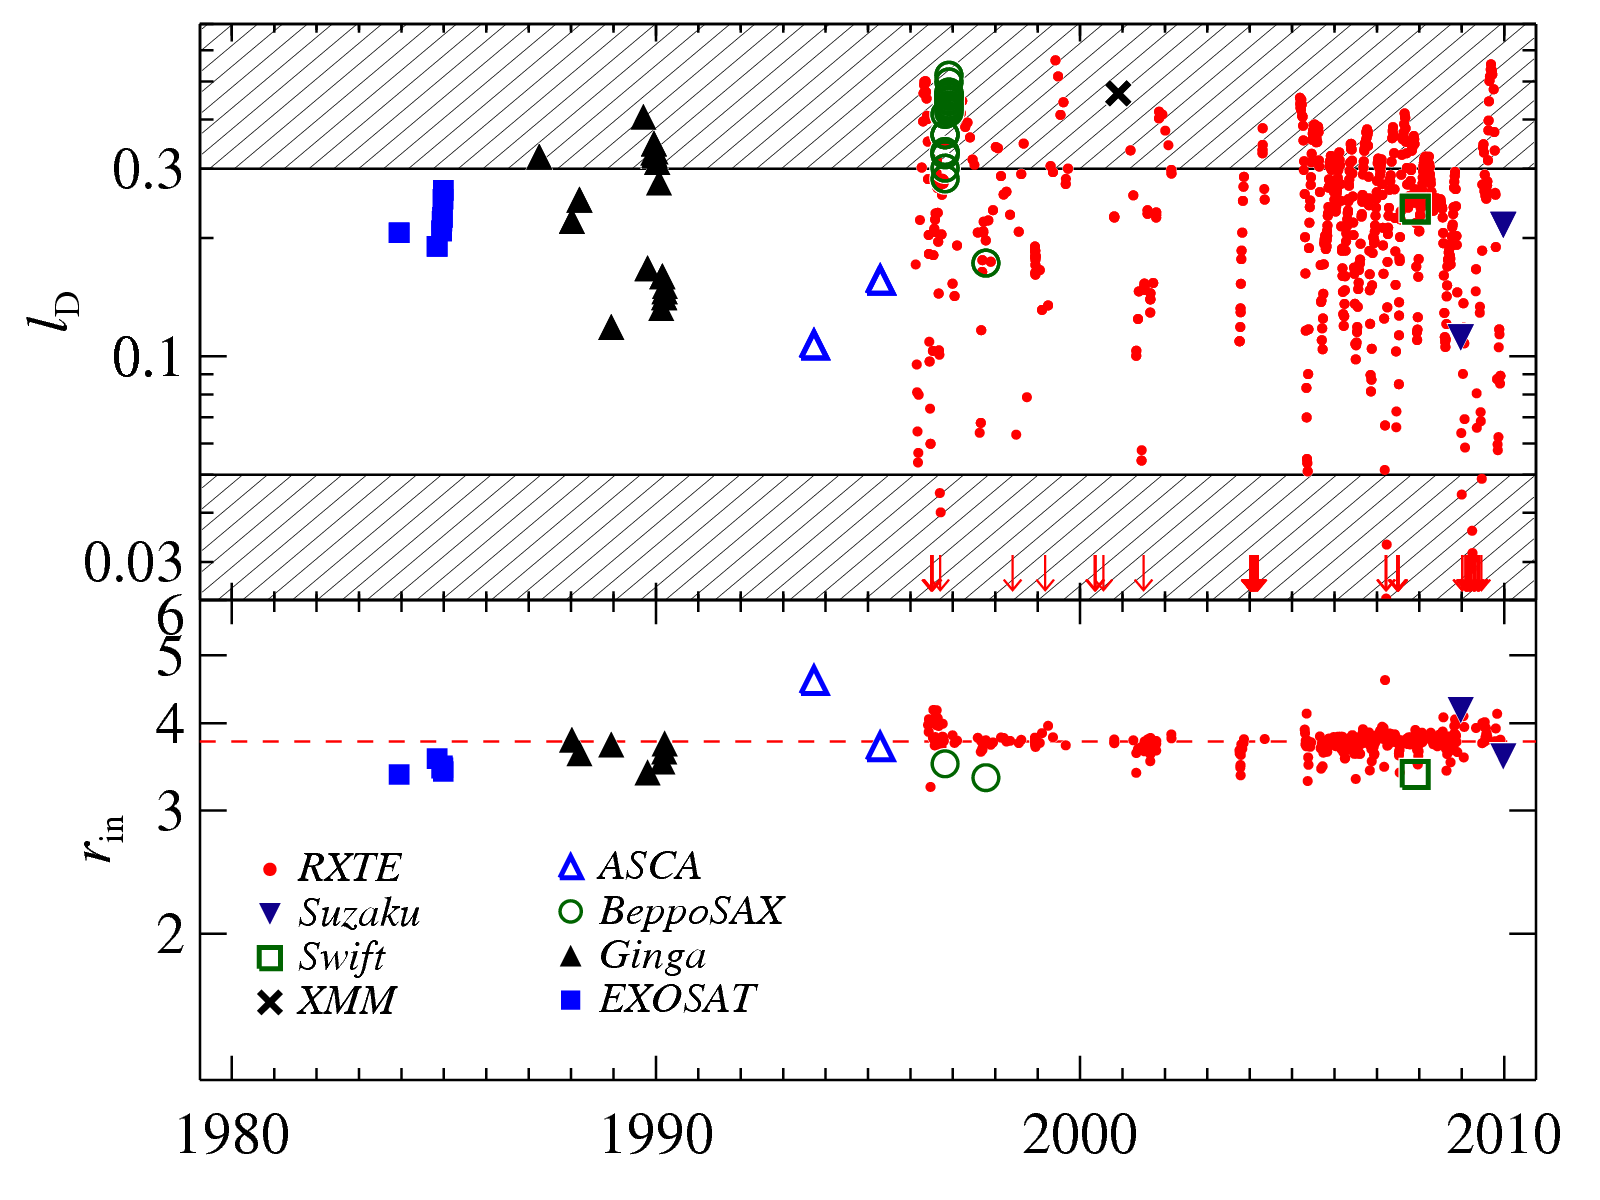 0.3
0.1
0.03
l_D
6
5
4
3
2
r_in
RXTE
Suzaku
Swift
XMM
ASCA
BeppoSAX
Ginga
EXOSAT
1980 1990 2000 2010